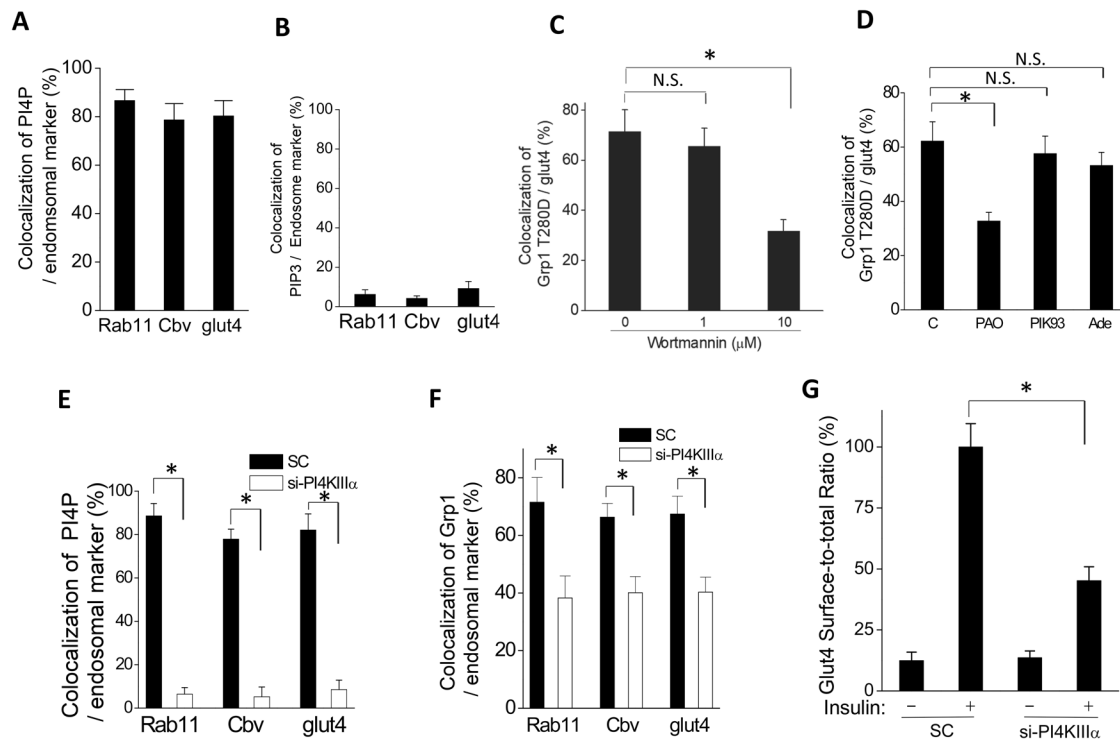 A
Colocalization of PI4P
/ endomsomal marker (%)
100
80
60
40
20
0
Rab11 Cbv glut4
B
Colocalization of
PIP3 / Endosome marker (%)
100
80
60
40
20
0
Rab11 Cbv glut4
C
Colocalization of
Grp1 T280D / glut4 (%)
80
60
40
20
0
*
N.S.
0 1 10
Wortmannin (μM)
D
Colocalization of
Grp1 T280D / glut4 (%)
80
60
40
20
0
N.S.
N.S.
*
C PAO PIK93 Ade
E
Colocalization of PI4P
/ endosomal marker (%)
100
80
60
40
20
0
SC
si-PI4KIIIα
* * *
Rab11 Cbv glut4
F
Colocalization of Grp1
/ endosomal marker (%)
80
60
40
60
0
SC
si-PI4KIIIα
* * *
Rab11 Cbv glut4
G
Glut4 Surface-to-total Ratio (%)
100
75
50
25
0
*
Insulin: − + − +
SC si-PI4KIIIα